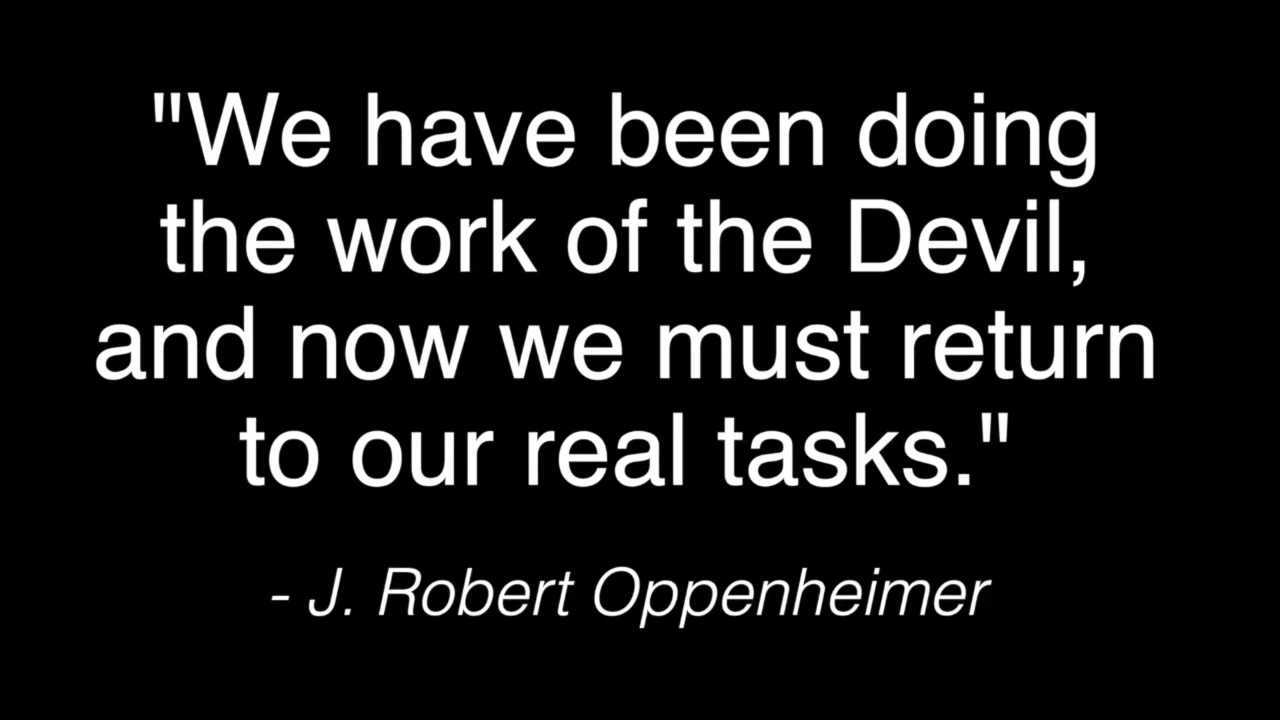 "We have been doing
the work of the Devil,
and now we must return
to our real tasks."
- J. Robert Oppenheimer